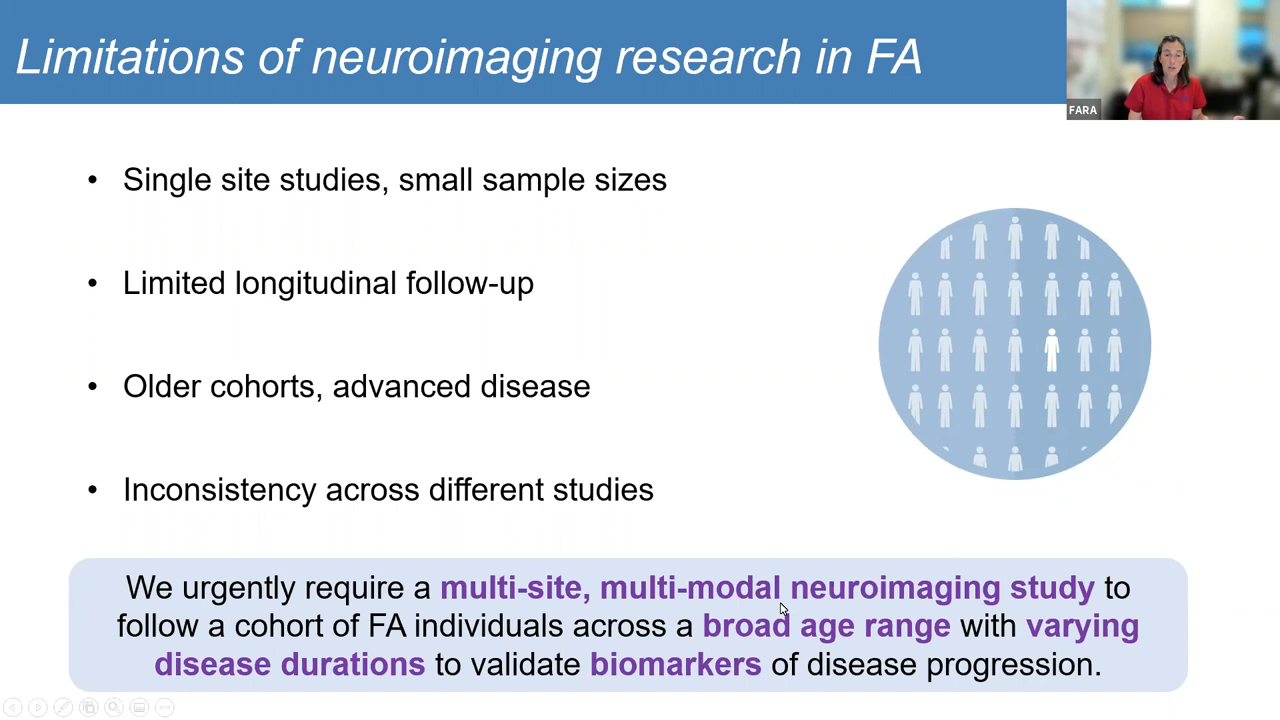 Limitations of neuroimaging research in FA
FARA
• Single site studies, small sample sizes
• Limited longitudinal follow-up
• Older cohorts, advanced disease
• Inconsistency across different studies
We urgently require a multi-site, multi-modal neuroimaging study to
follow a cohort of FA individuals across a broad age range with varying
disease durations to validate biomarkers of disease progression.